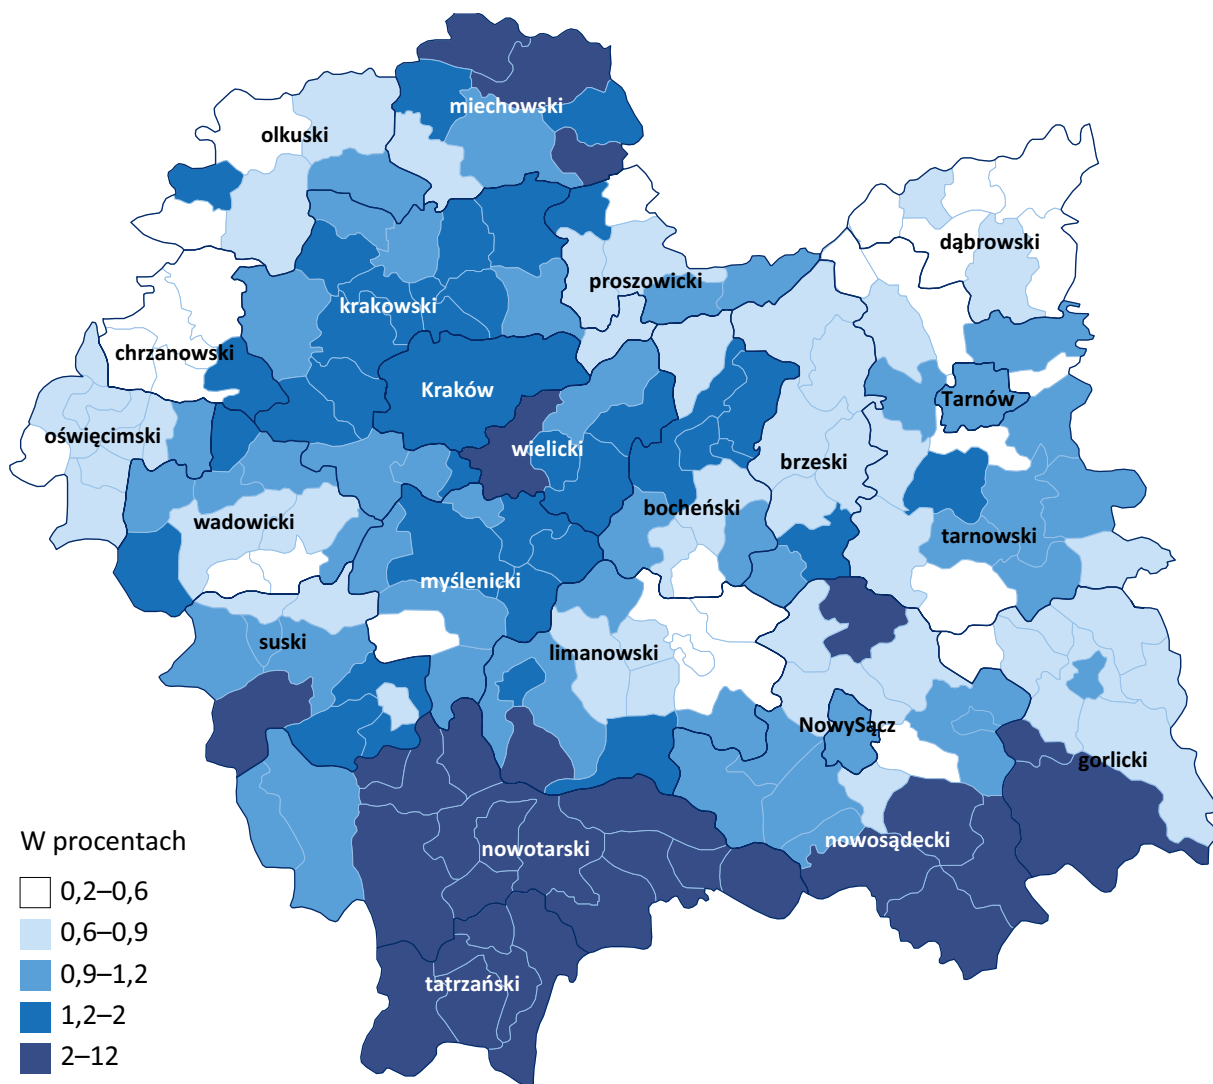 miechowski
olkuski
dąbrowski
proszowicki
krakowski
chrzanowski
Kraków
Tarnów
oświęcimski
wielicki
brzeski
bocheński
wadowicki
tarnowski
myślenicki
suski
limanowski
NowySącz
gorlicki
nowosądecki
nowotarski
tatrzański
W procentach
0,2–0,6
0,6–0,9
0,9–1,2
1,2–2
2–12